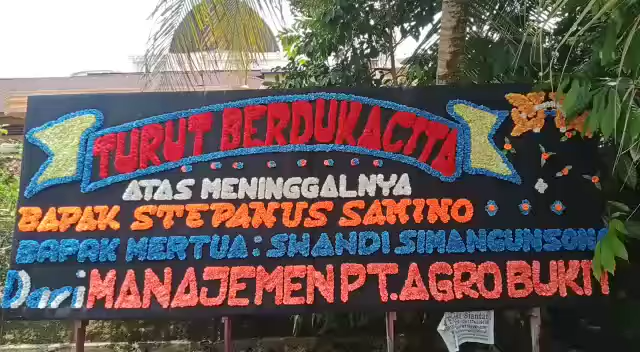 TURUT BERDUKACITA
ATAS MENINGGALNYA
BAPAK STEPANUS SAMINO
BAPAK MERTUA: SHANDI SIMANGUNSONG
Dari MANAJEMEN PT. AGRO BUKIT